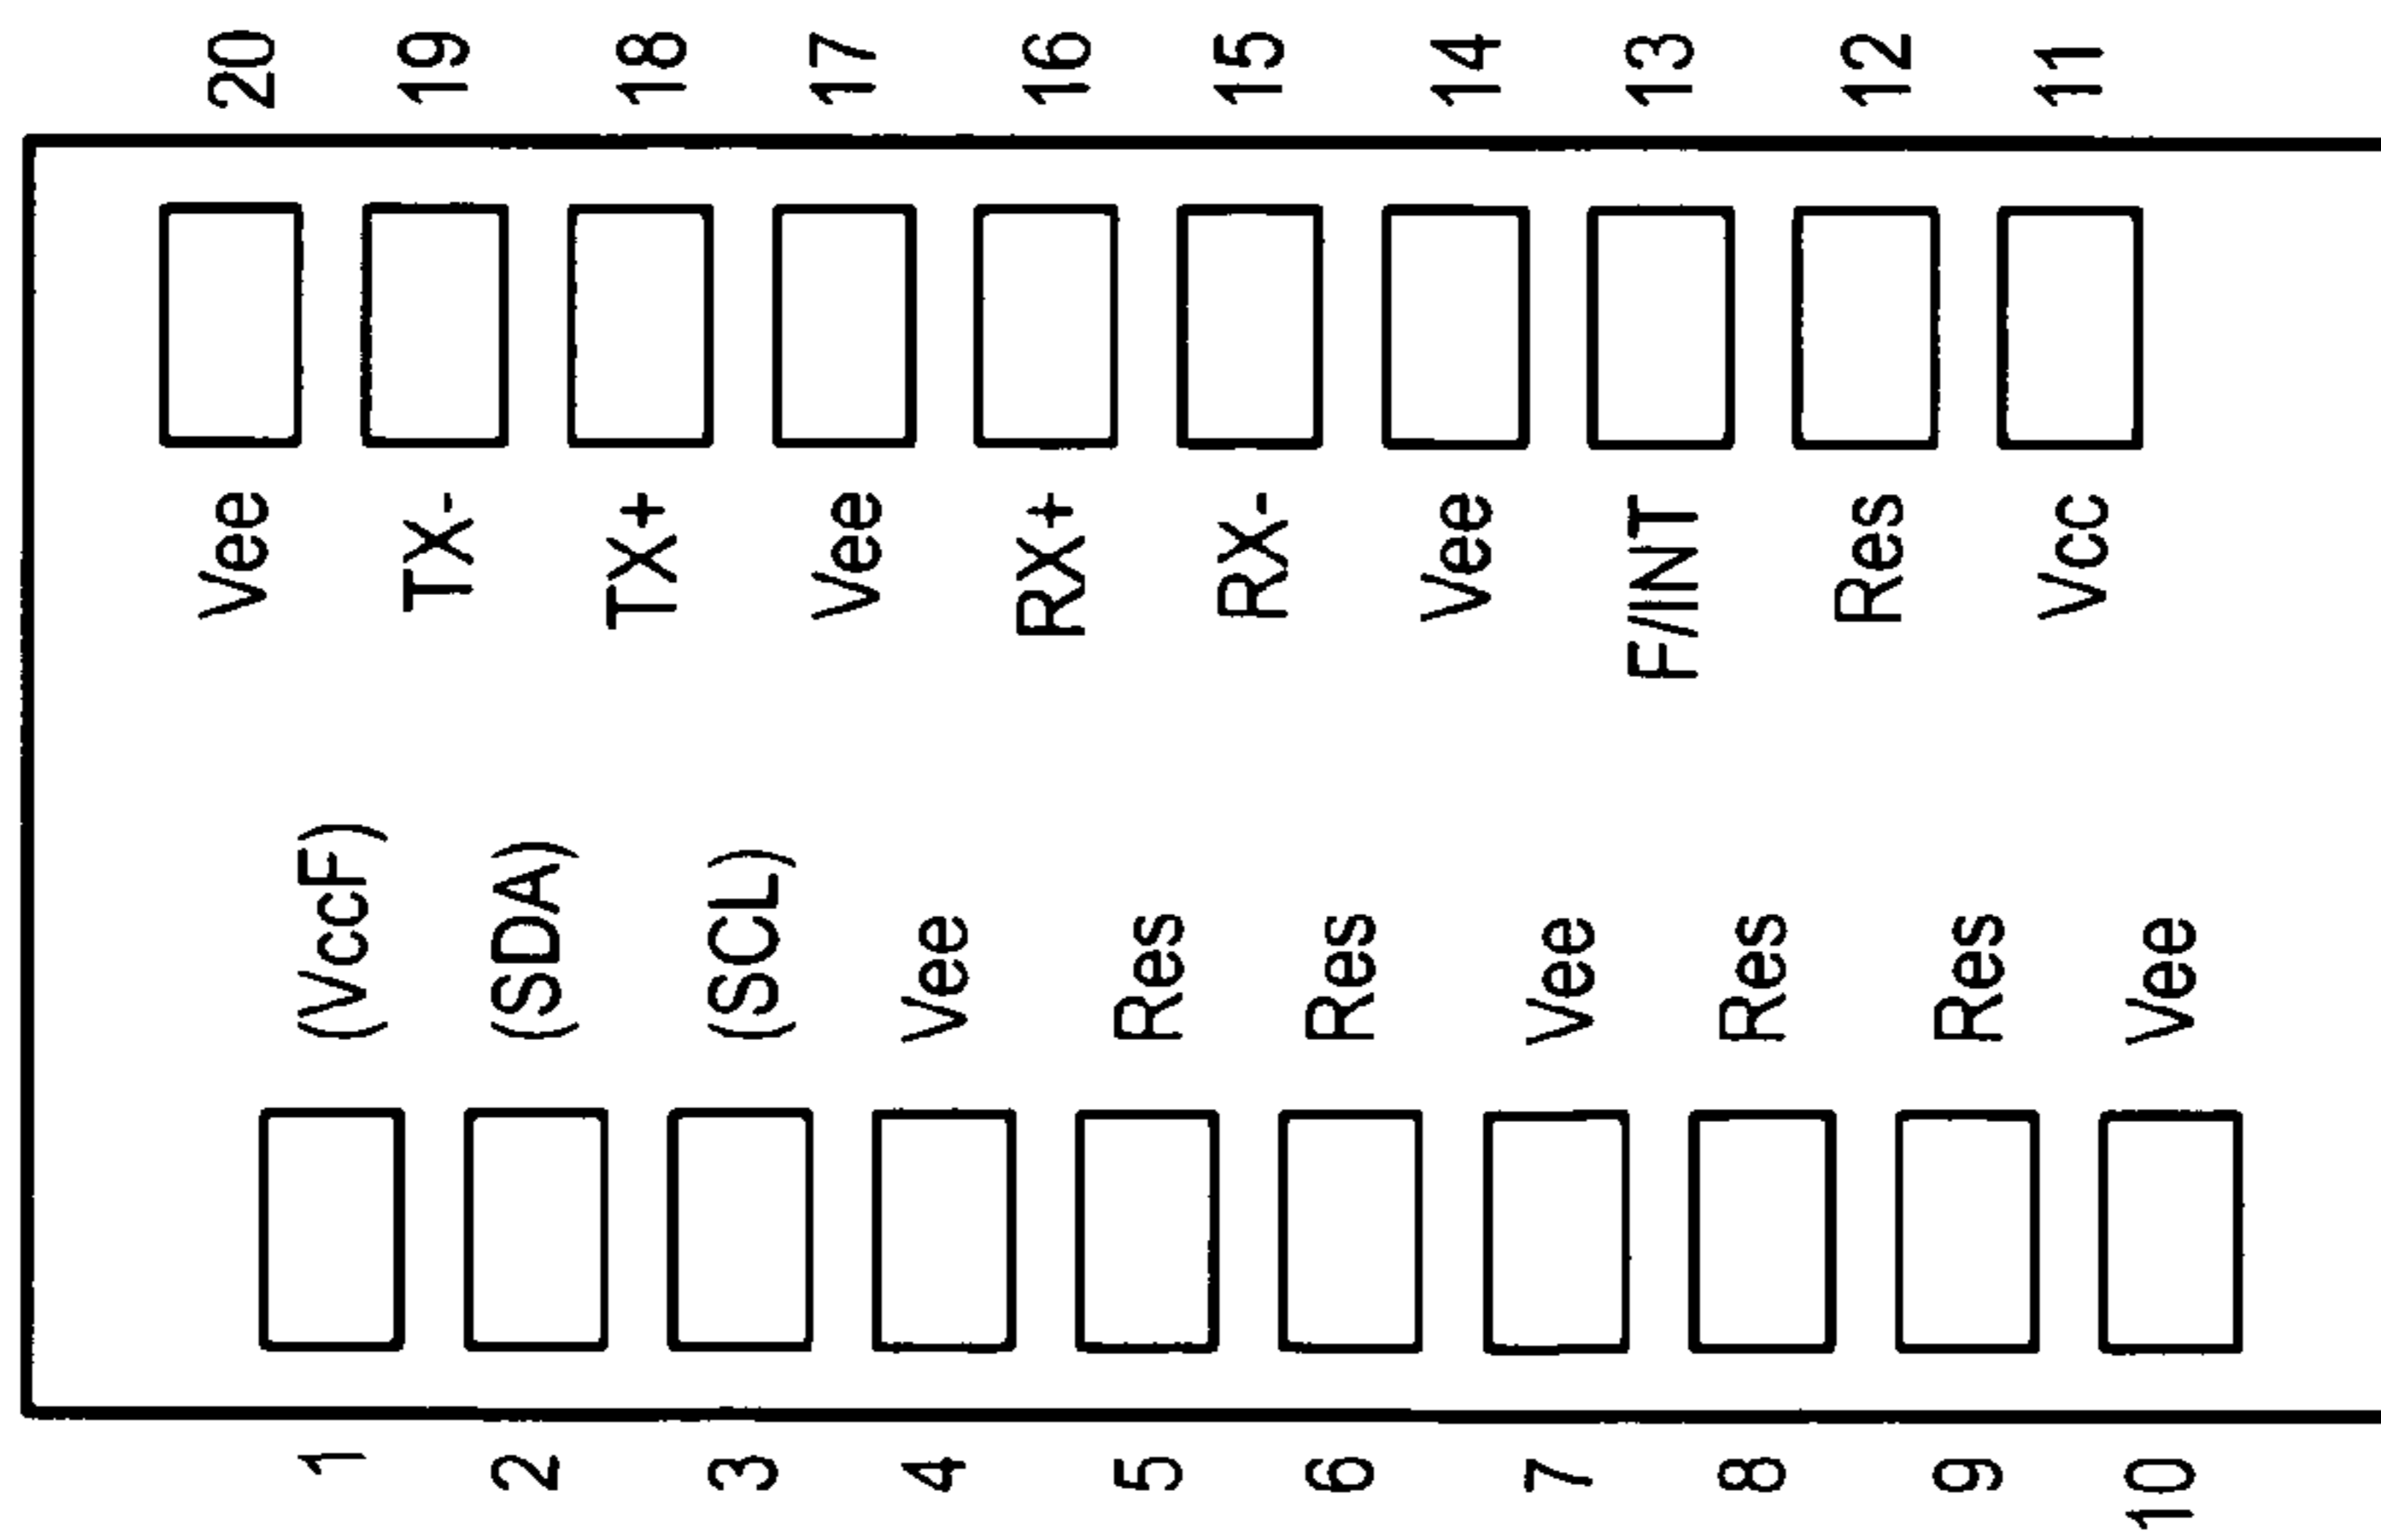 Vee 20
1 (VccF)
TX- 19
2 (SDA)
TX+ 18
3 (SCL)
Vee 17
4 Vee
RX+ 16
5 Res
RX- 15
6 Res
Vee 14
7 Vee
F/INT 13
8 Res
Res 12
9 Res
Vcc 11
10 Vee